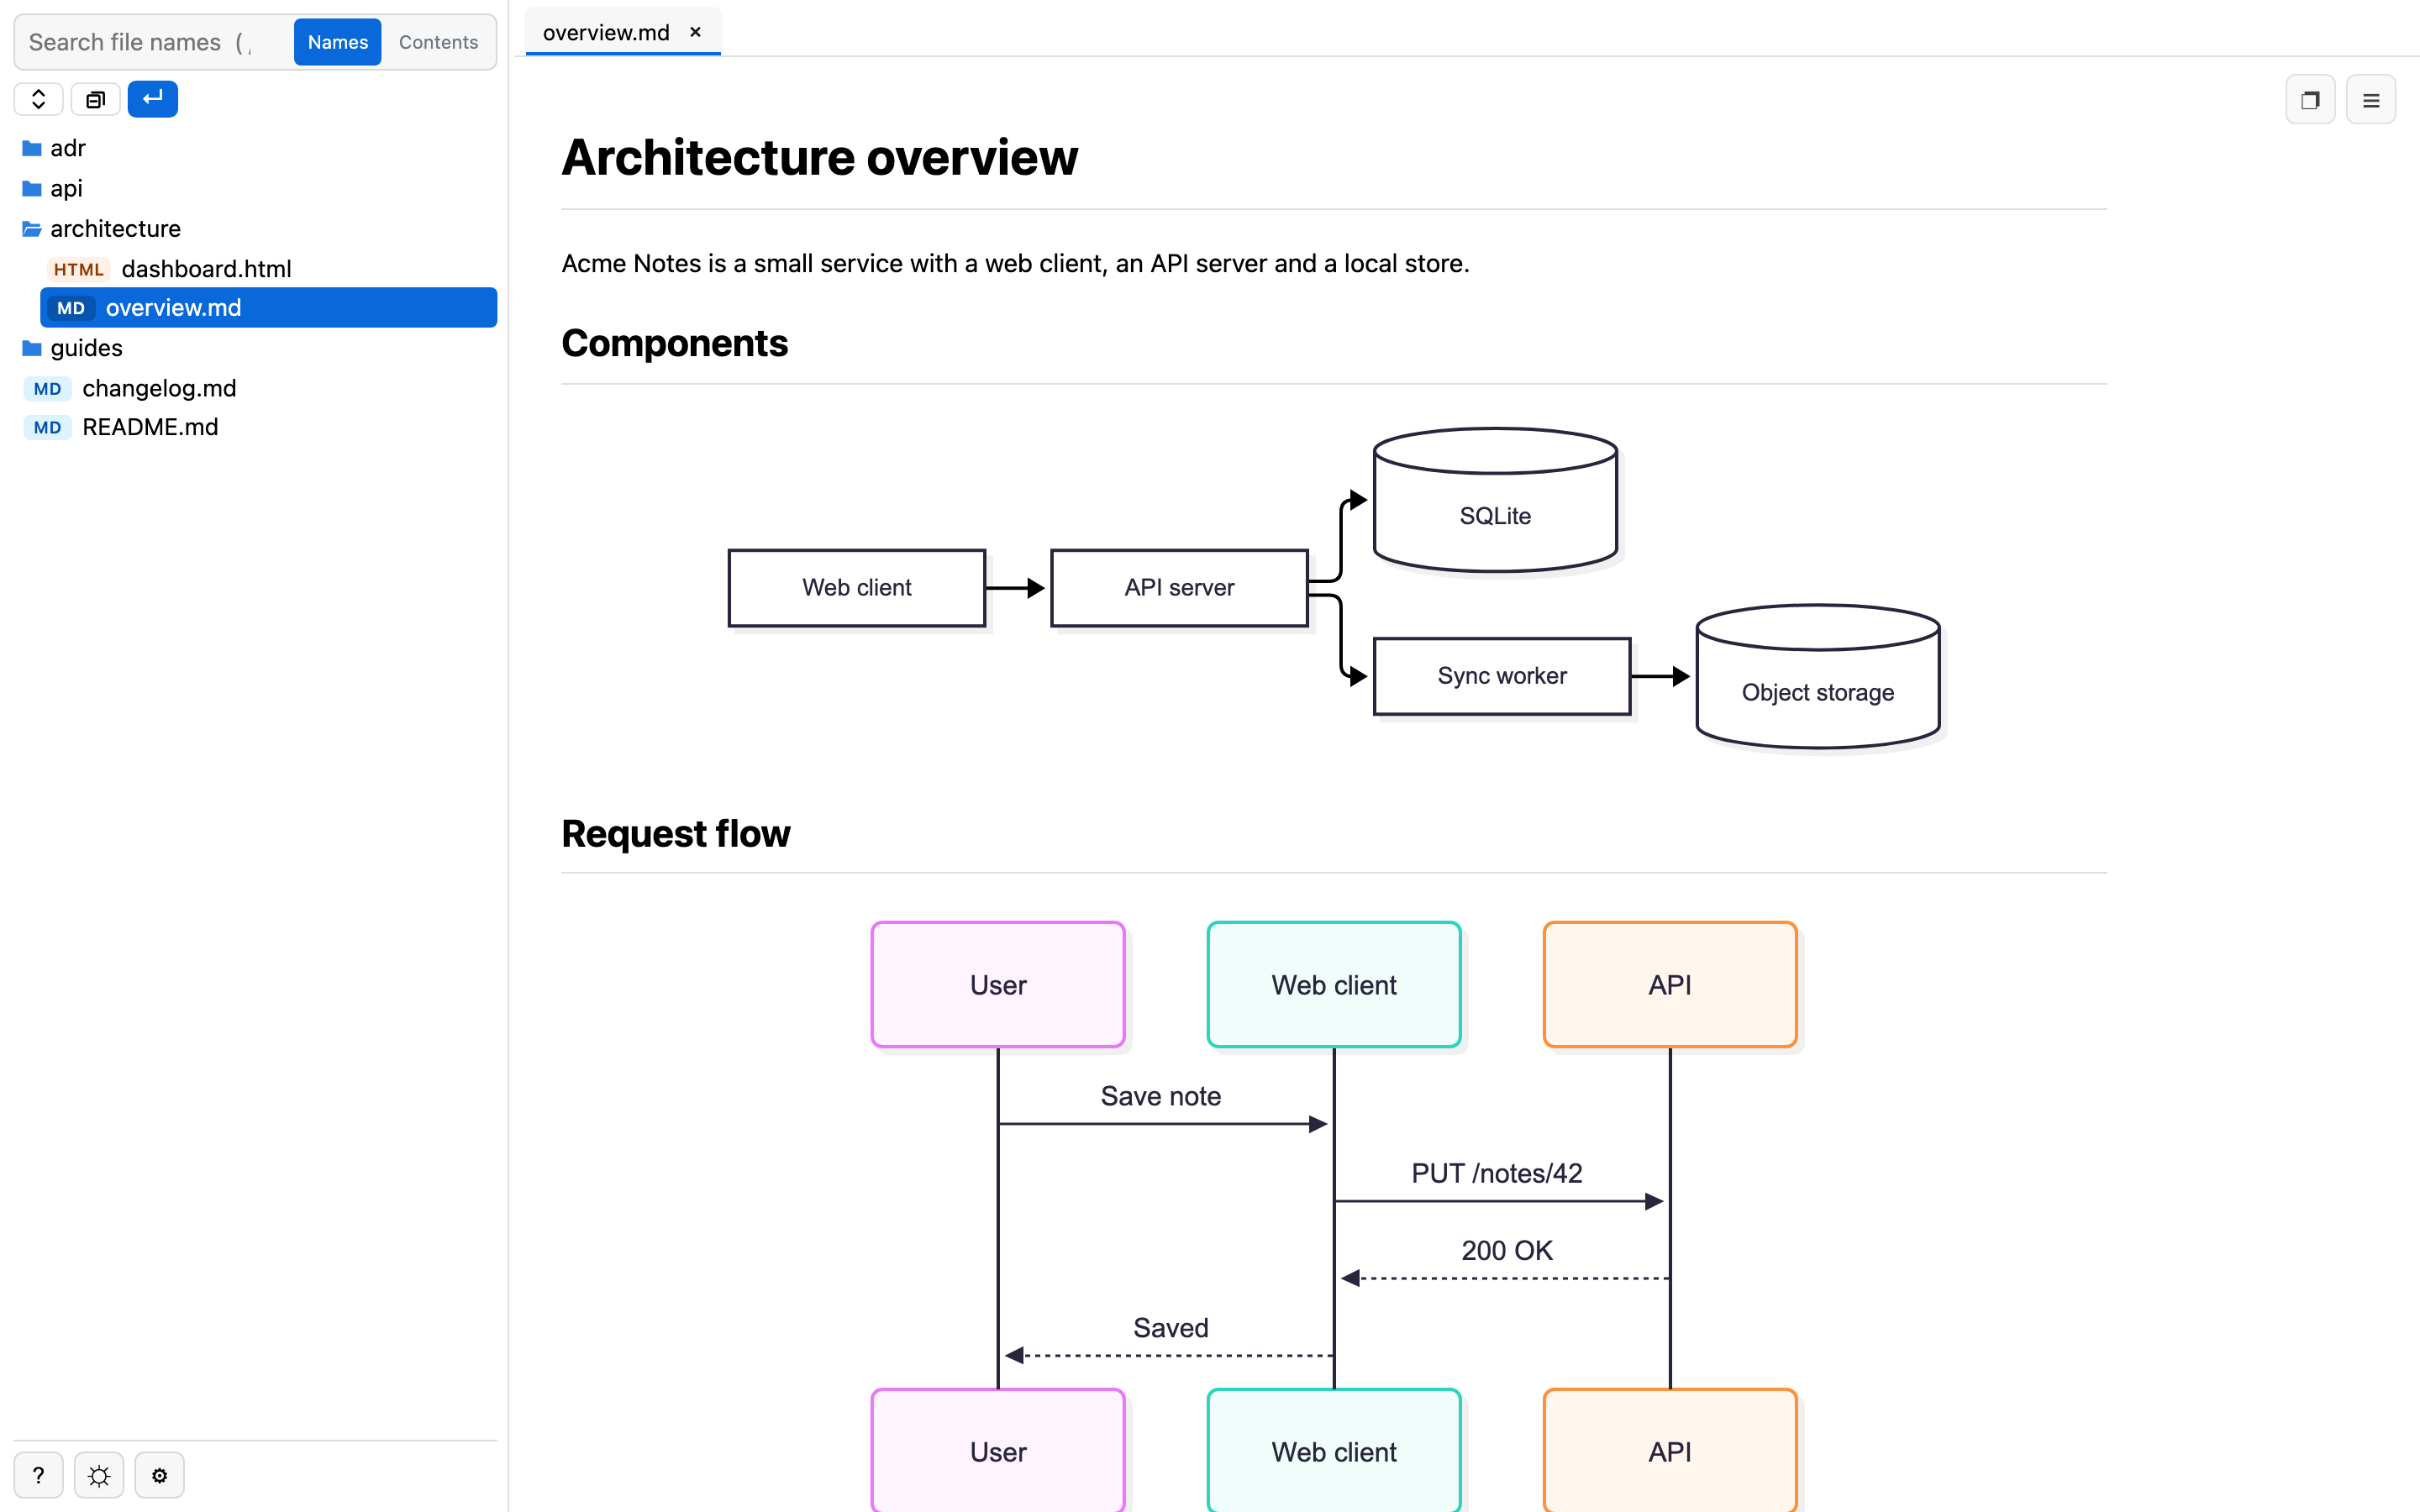 Search file names (
Names
Contents
adr
api
architecture
HTML dashboard.html
MD overview.md
guides
MD changelog.md
MD README.md
?
overview.md ×
Architecture overview
Acme Notes is a small service with a web client, an API server and a local store.
Components
SQLite
Web client
API server
Sync worker
Object storage
Request flow
User
Web client
API
Save note
PUT /notes/42
200 OK
Saved
User
Web client
API